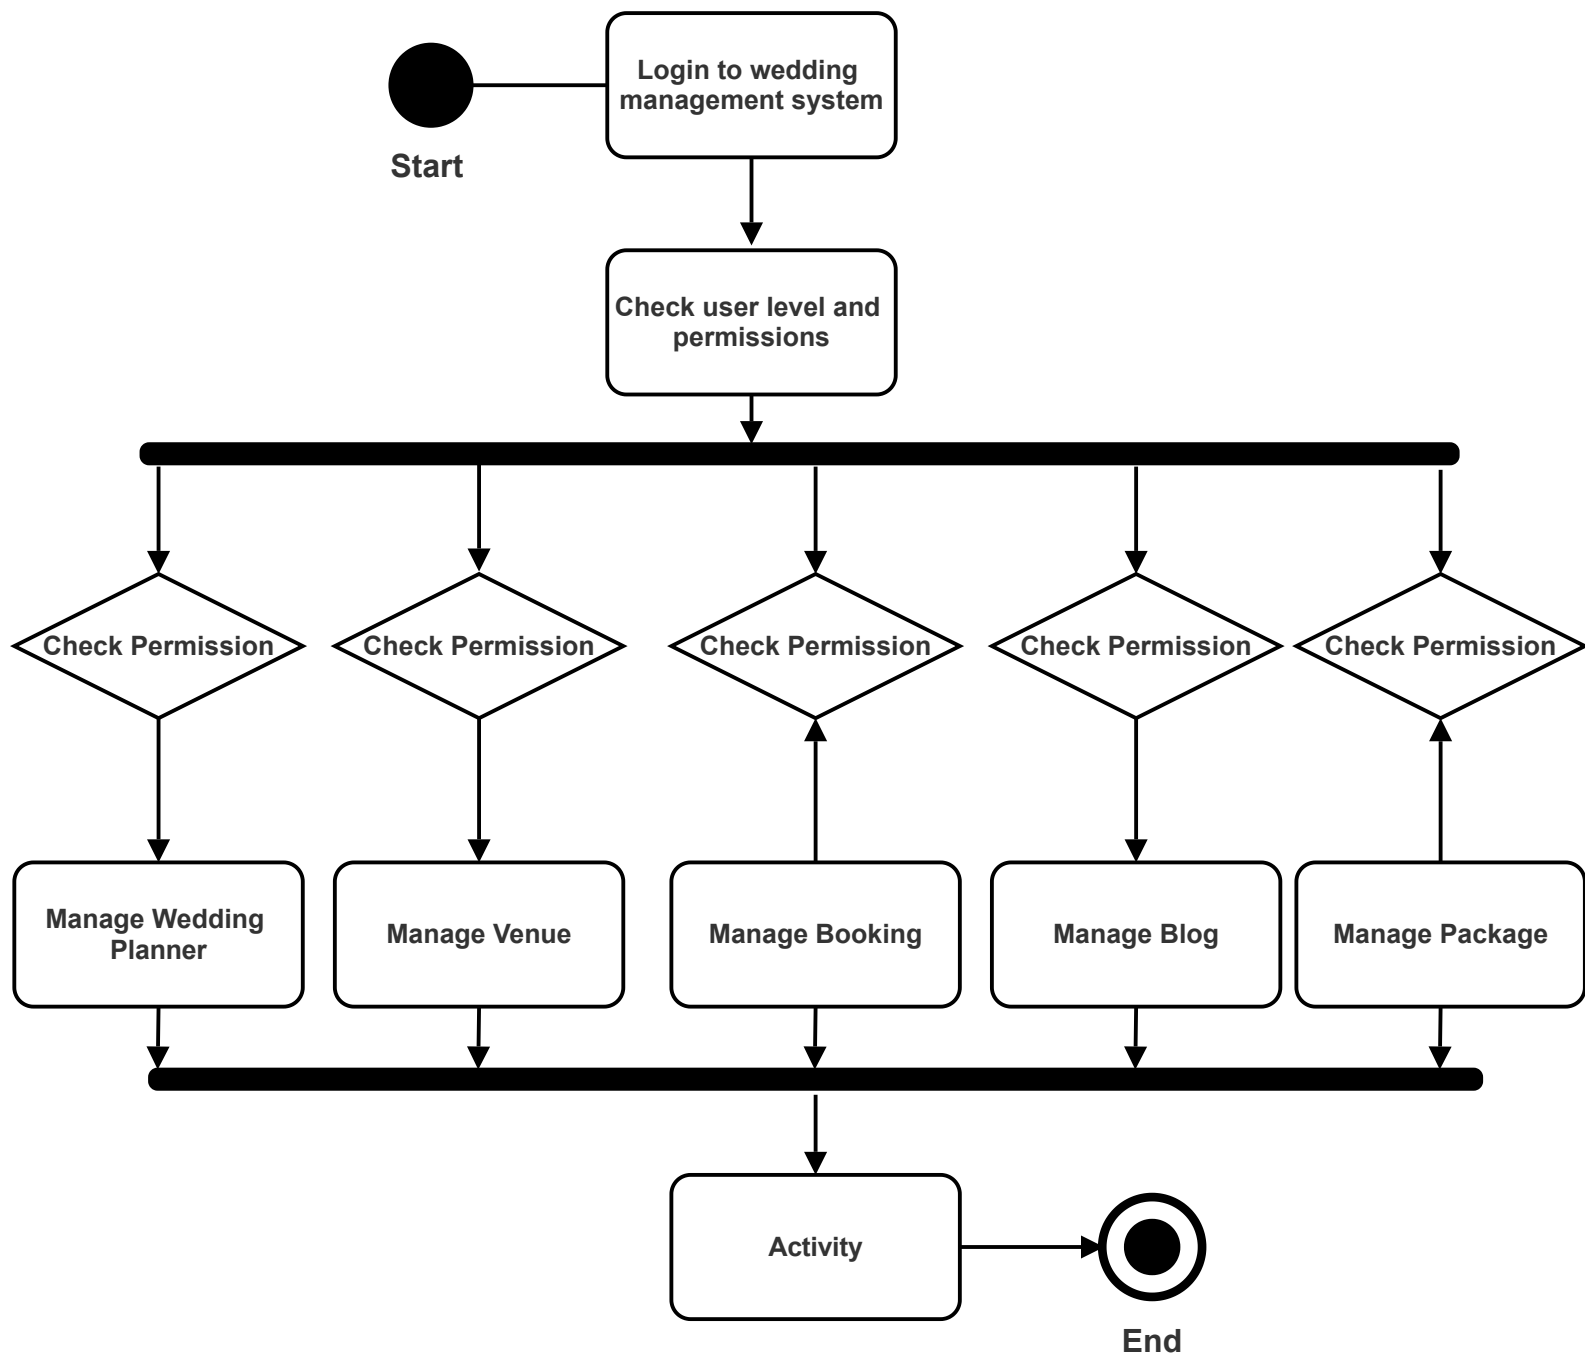 Login to wedding
management system
Start
Check user level and
permissions
Check Permission
Check Permission
Check Permission
Check Permission
Check Permission
Manage Wedding
Planner
Manage Venue
Manage Booking
Manage Blog
Manage Package
Activity
End